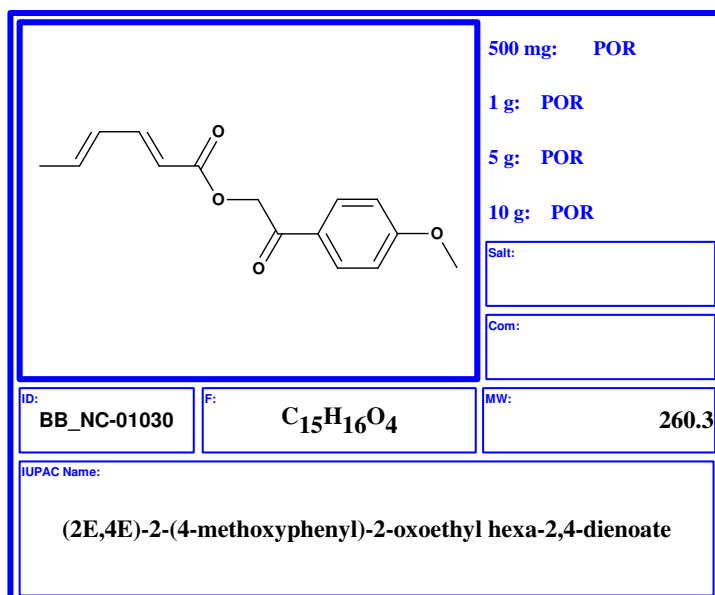 500 mg: POR
1 g: POR
5 g: POR
10 g: POR
O
O
O
O
Salt:
Com:
ID:
BB_NC-01030
F:
C15H16O4
MW:
260.3
IUPAC Name:
(2E,4E)-2-(4-methoxyphenyl)-2-oxoethyl hexa-2,4-dienoate